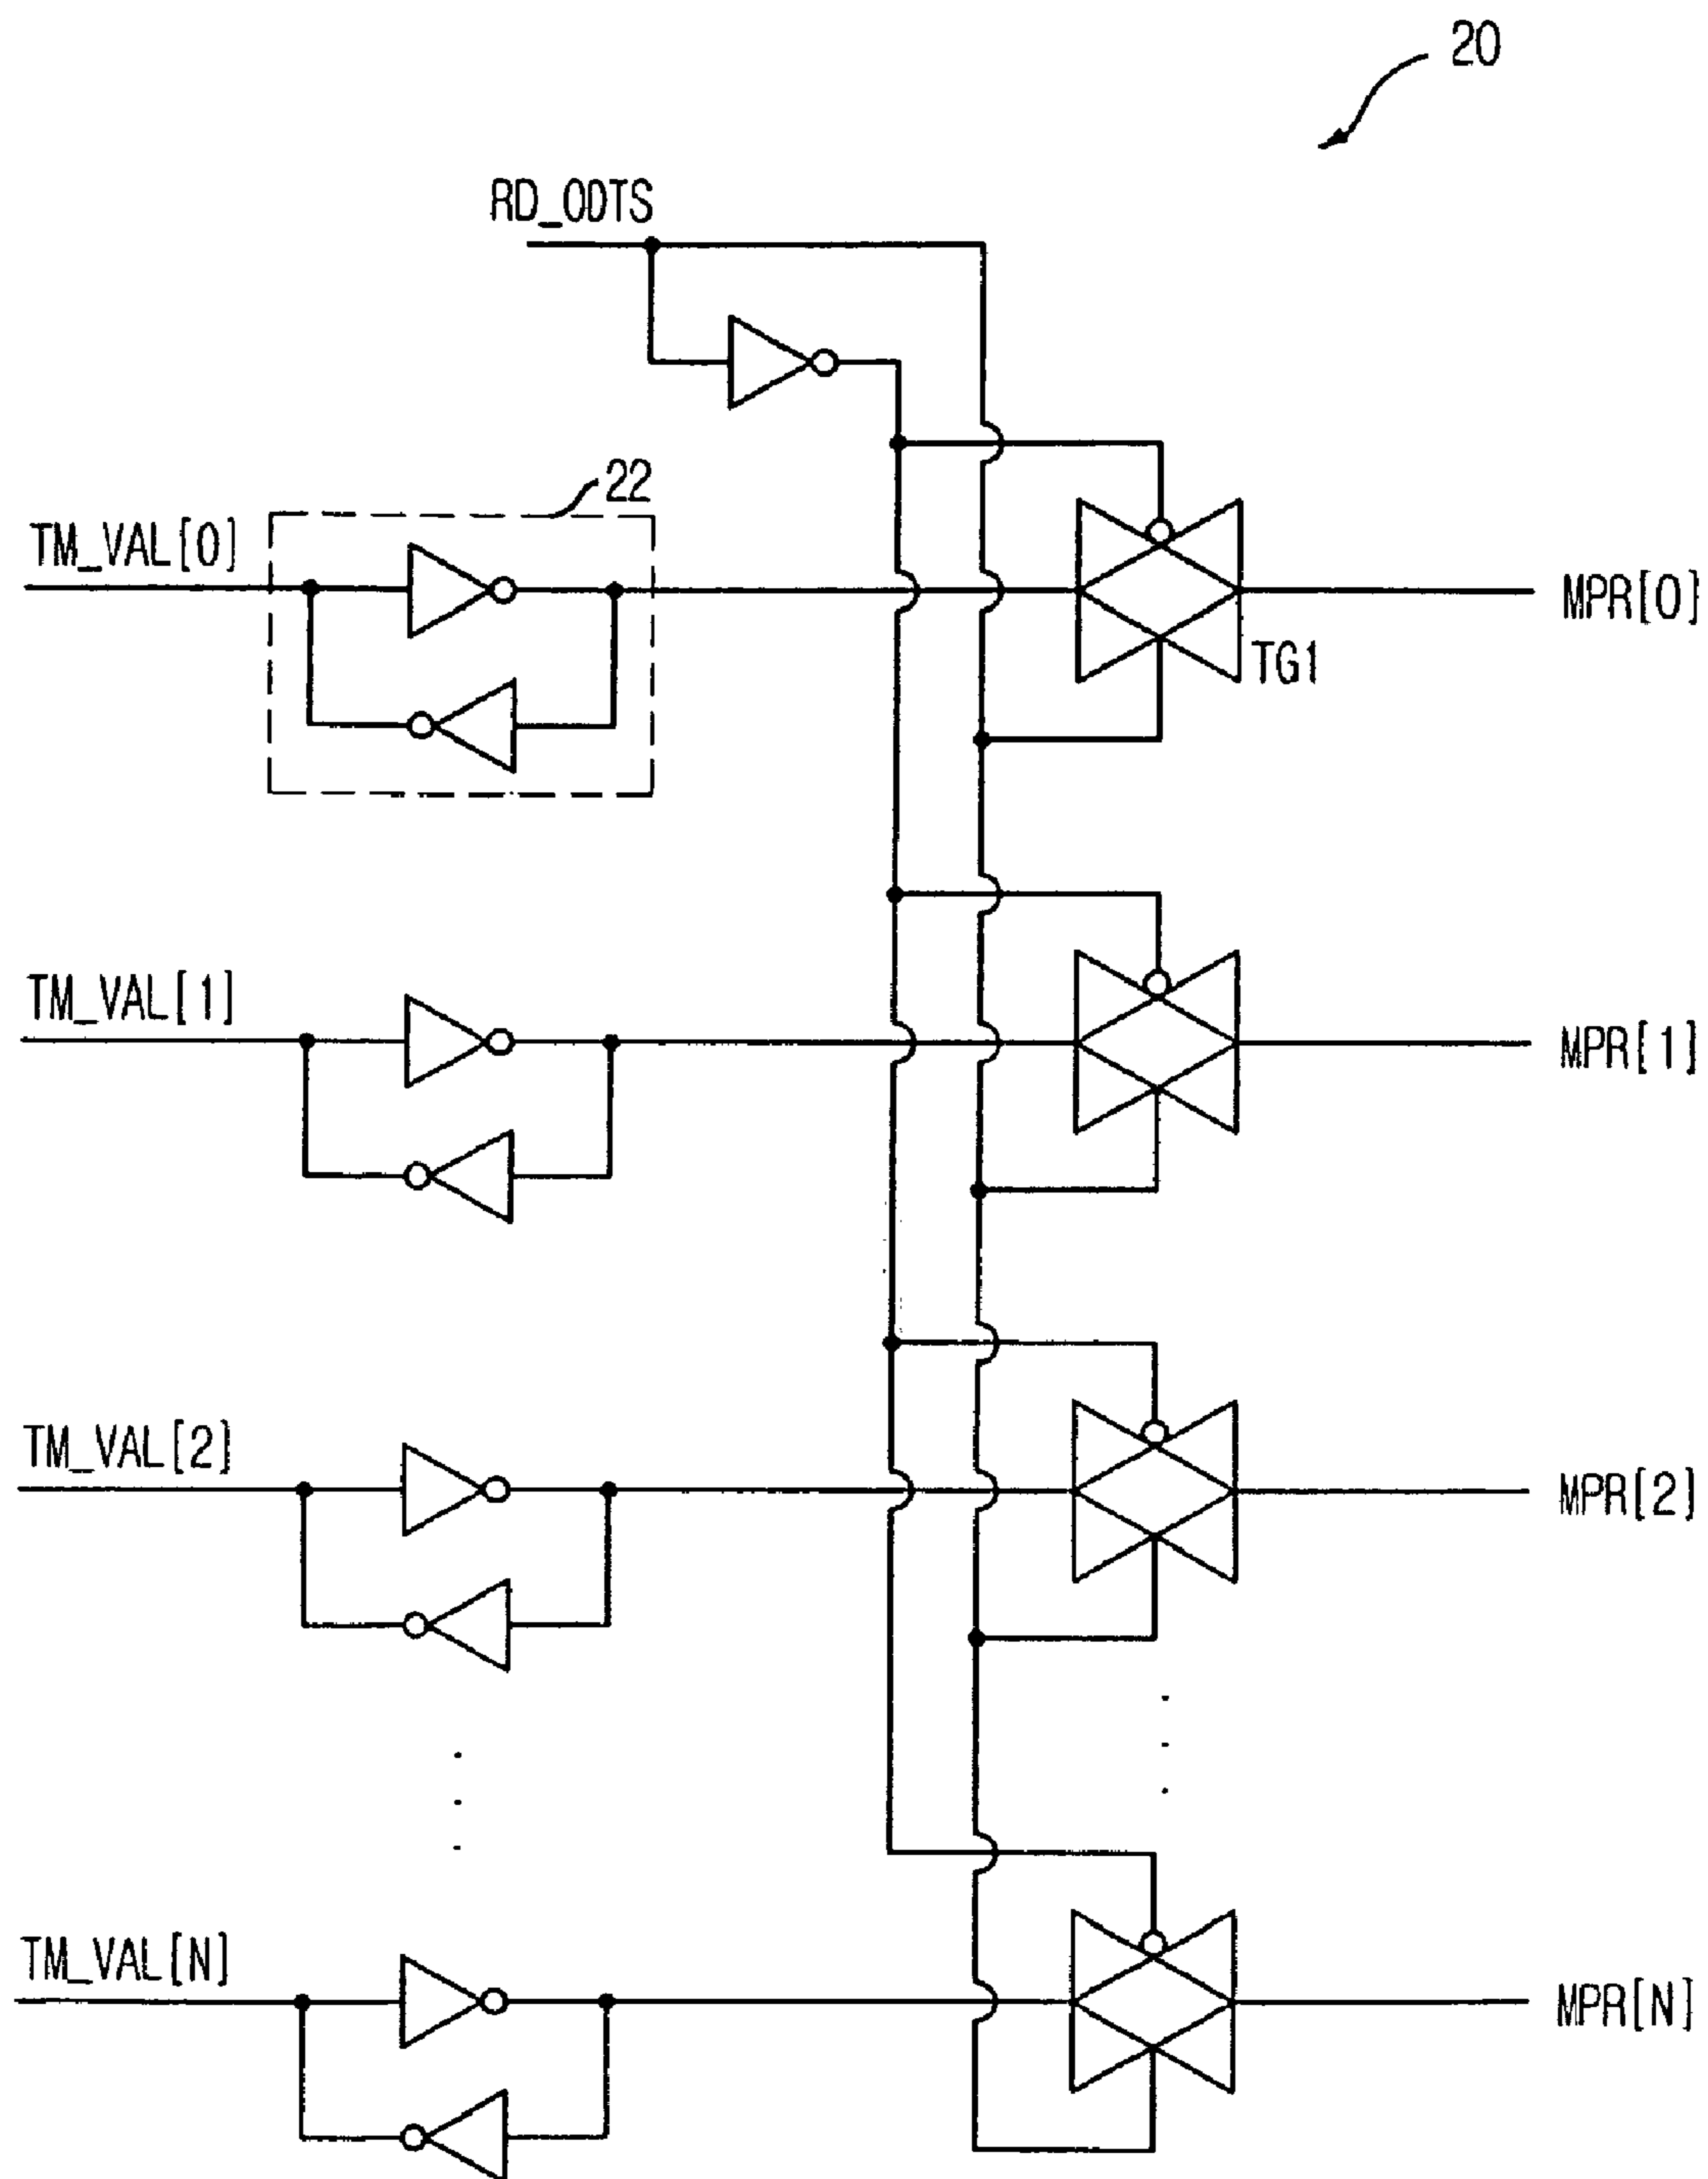 20
RD_ODTS
22
TM_VAL[0]
MPR[0]
TG1
TM_VAL[1]
MPR[1]
TM_VAL[2]
MPR[2]
TM_VAL[N]
MPR[N]